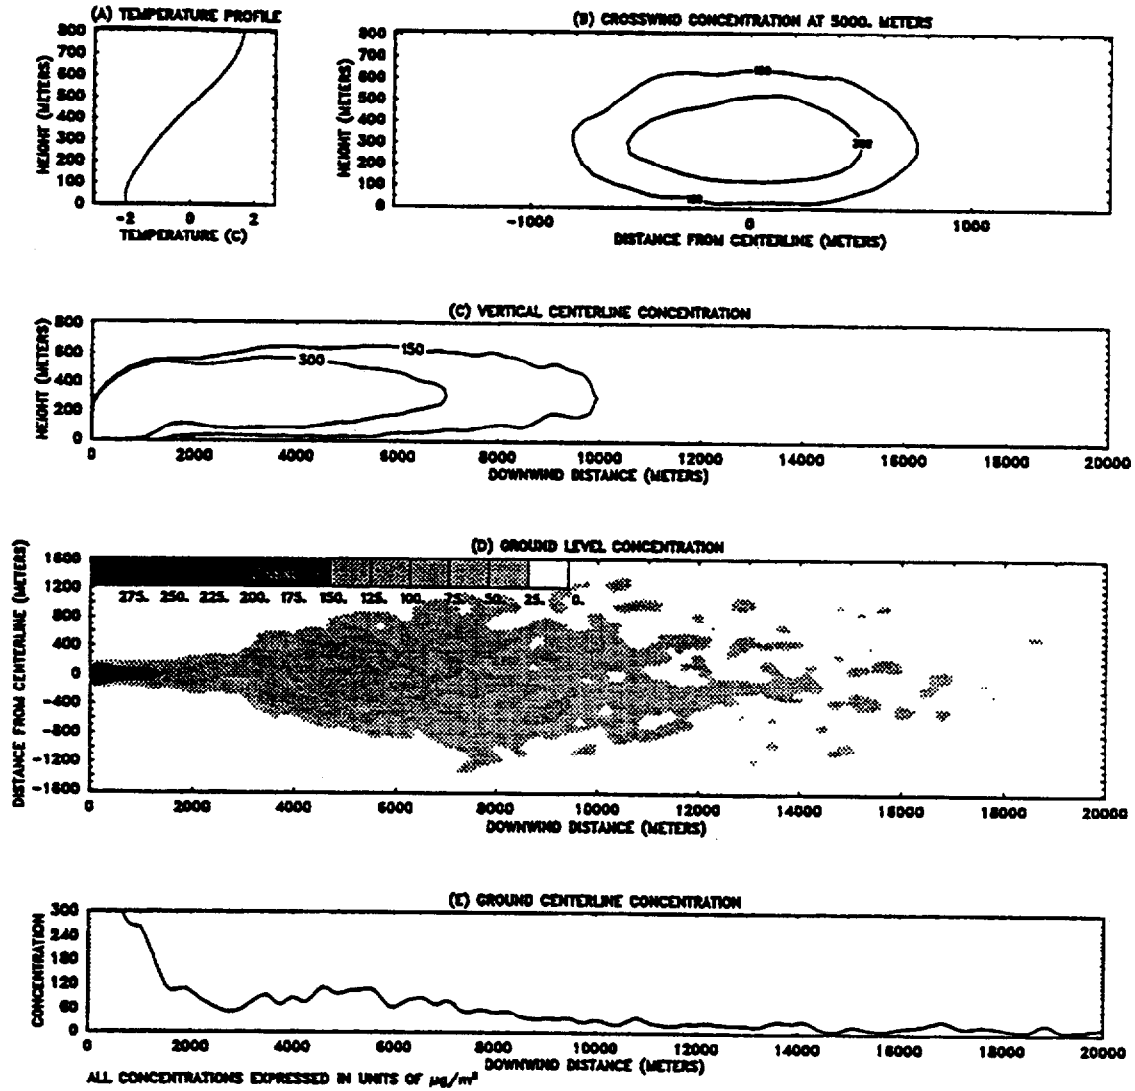 (A) TEMPERATURE PROFILE
800
700
600
500
400
300
200
100
0
HEIGHT (METERS)
-2 0 2
TEMPERATURE (C)
(B) CROSSWIND CONCENTRATION AT 5000. METERS
800
700
600
500
400
300
200
100
0
HEIGHT (METERS)
150
300
150
-1000 0 1000
DISTANCE FROM CENTERLINE (METERS)
(C) VERTICAL CENTERLINE CONCENTRATION
800
600
400
200
0
HEIGHT (METERS)
150
300
0 2000 4000 6000 8000 10000 12000 14000 16000 18000 20000
DOWNWIND DISTANCE (METERS)
(D) GROUND LEVEL CONCENTRATION
1600
1200
800
400
0
-400
-800
-1200
-1600
DISTANCE FROM CENTERLINE (METERS)
275. 250. 225. 200. 175. 150. 125. 100. 75. 50. 25. 0.
0 2000 4000 6000 8000 10000 12000 14000 16000 18000 20000
DOWNWIND DISTANCE (METERS)
(E) GROUND CENTERLINE CONCENTRATION
300
240
180
120
60
0
CONCENTRATION
0 2000 4000 6000 8000 10000 12000 14000 16000 18000 20000
DOWNWIND DISTANCE (METERS)
ALL CONCENTRATIONS EXPRESSED IN UNITS OF μg/m³